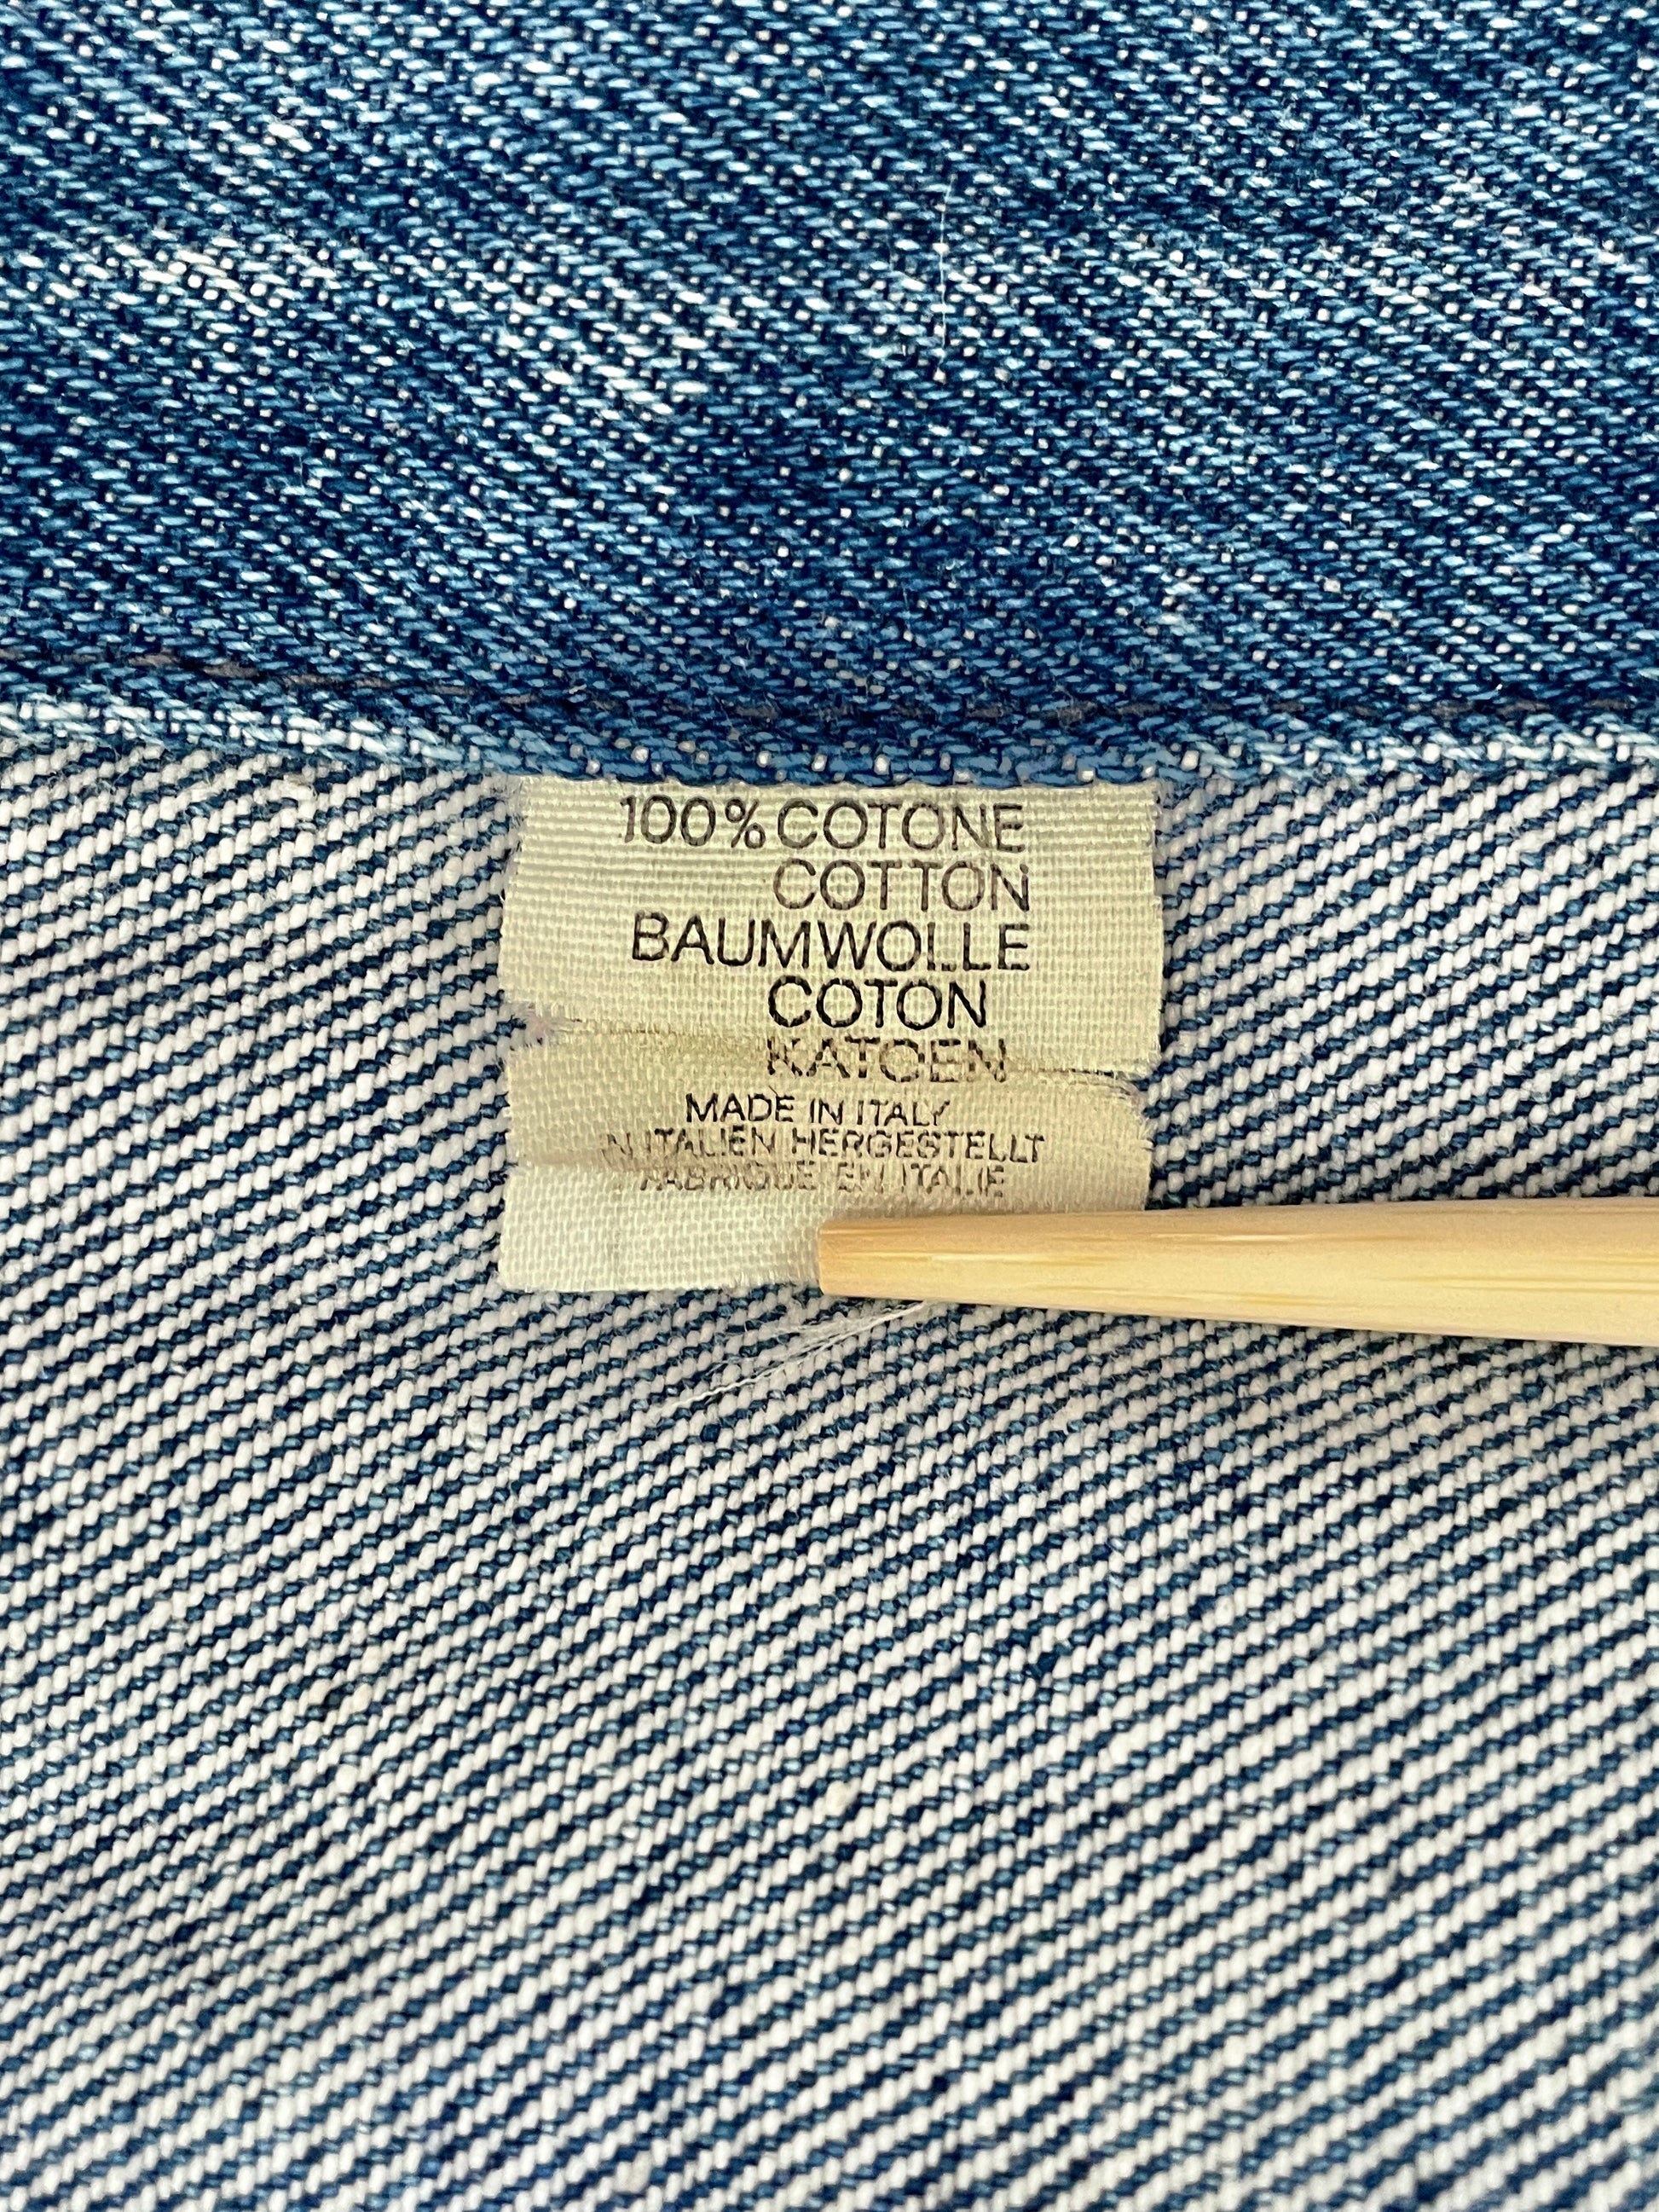 100% COTONE
COTTON
BAUMWOLLE
COTON
KATOEN
MADE IN ITALY
IN ITALIEN HERGESTELLT
FABRIQUE EN ITALIE